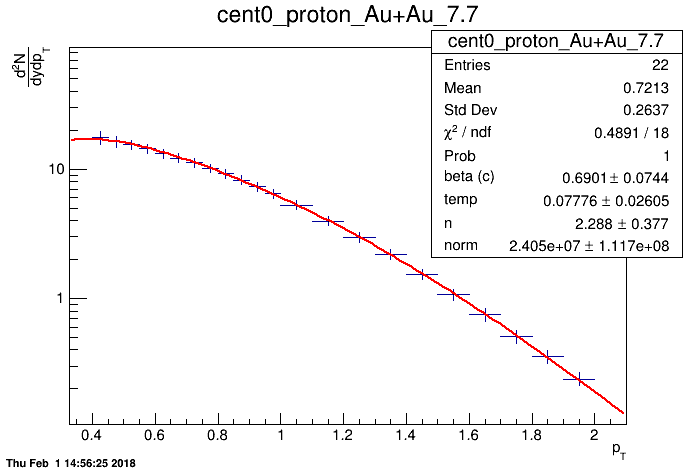 cent0_proton_Au+Au_7.7
d²N
dydp_T
cent0_proton_Au+Au_7.7
Entries 22
Mean 0.7213
Std Dev 0.2637
χ² / ndf 0.4891 / 18
Prob 1
beta (c) 0.6901 ± 0.0744
temp 0.07776 ± 0.02605
n 2.288 ± 0.377
norm 2.405e+07 ± 1.117e+08
10
1
0.4 0.6 0.8 1 1.2 1.4 1.6 1.8 2
p_T
Thu Feb 1 14:56:25 2018